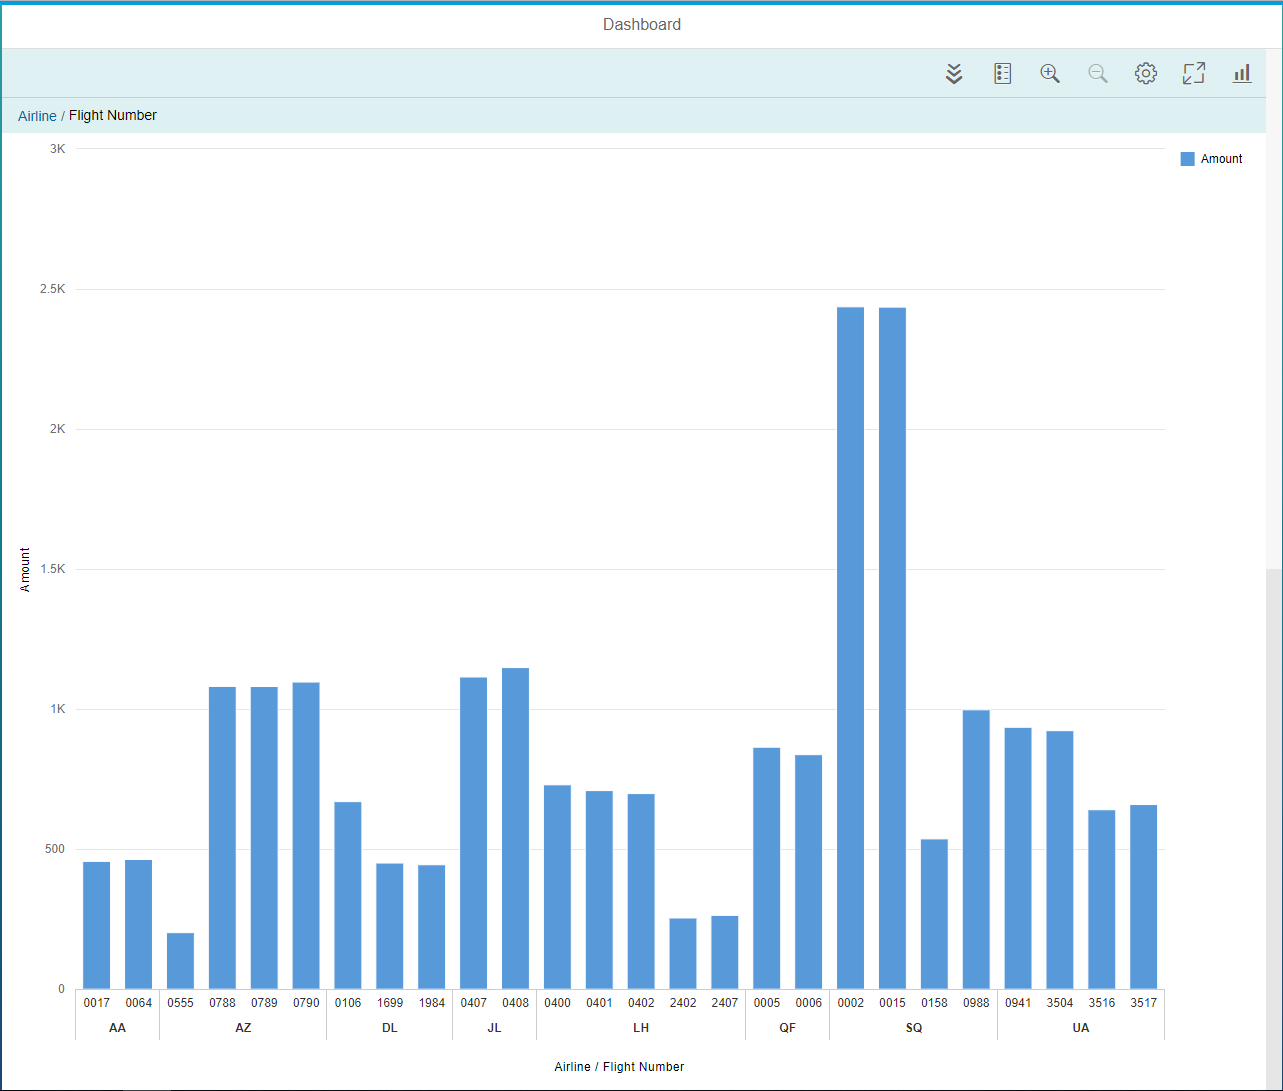 Dashboard
Airline / Flight Number
3K
Amount
2.5K
2K
1.5K
1K
500
0
Amount
0017 0064 0555 0788 0789 0790 0106 1699 1984 0407 0408 0400 0401 0402 2402 2407 0005 0006 0002 0015 0158 0988 0941 3504 3516 3517
AA AZ DL JL LH QF SQ UA
Airline / Flight Number